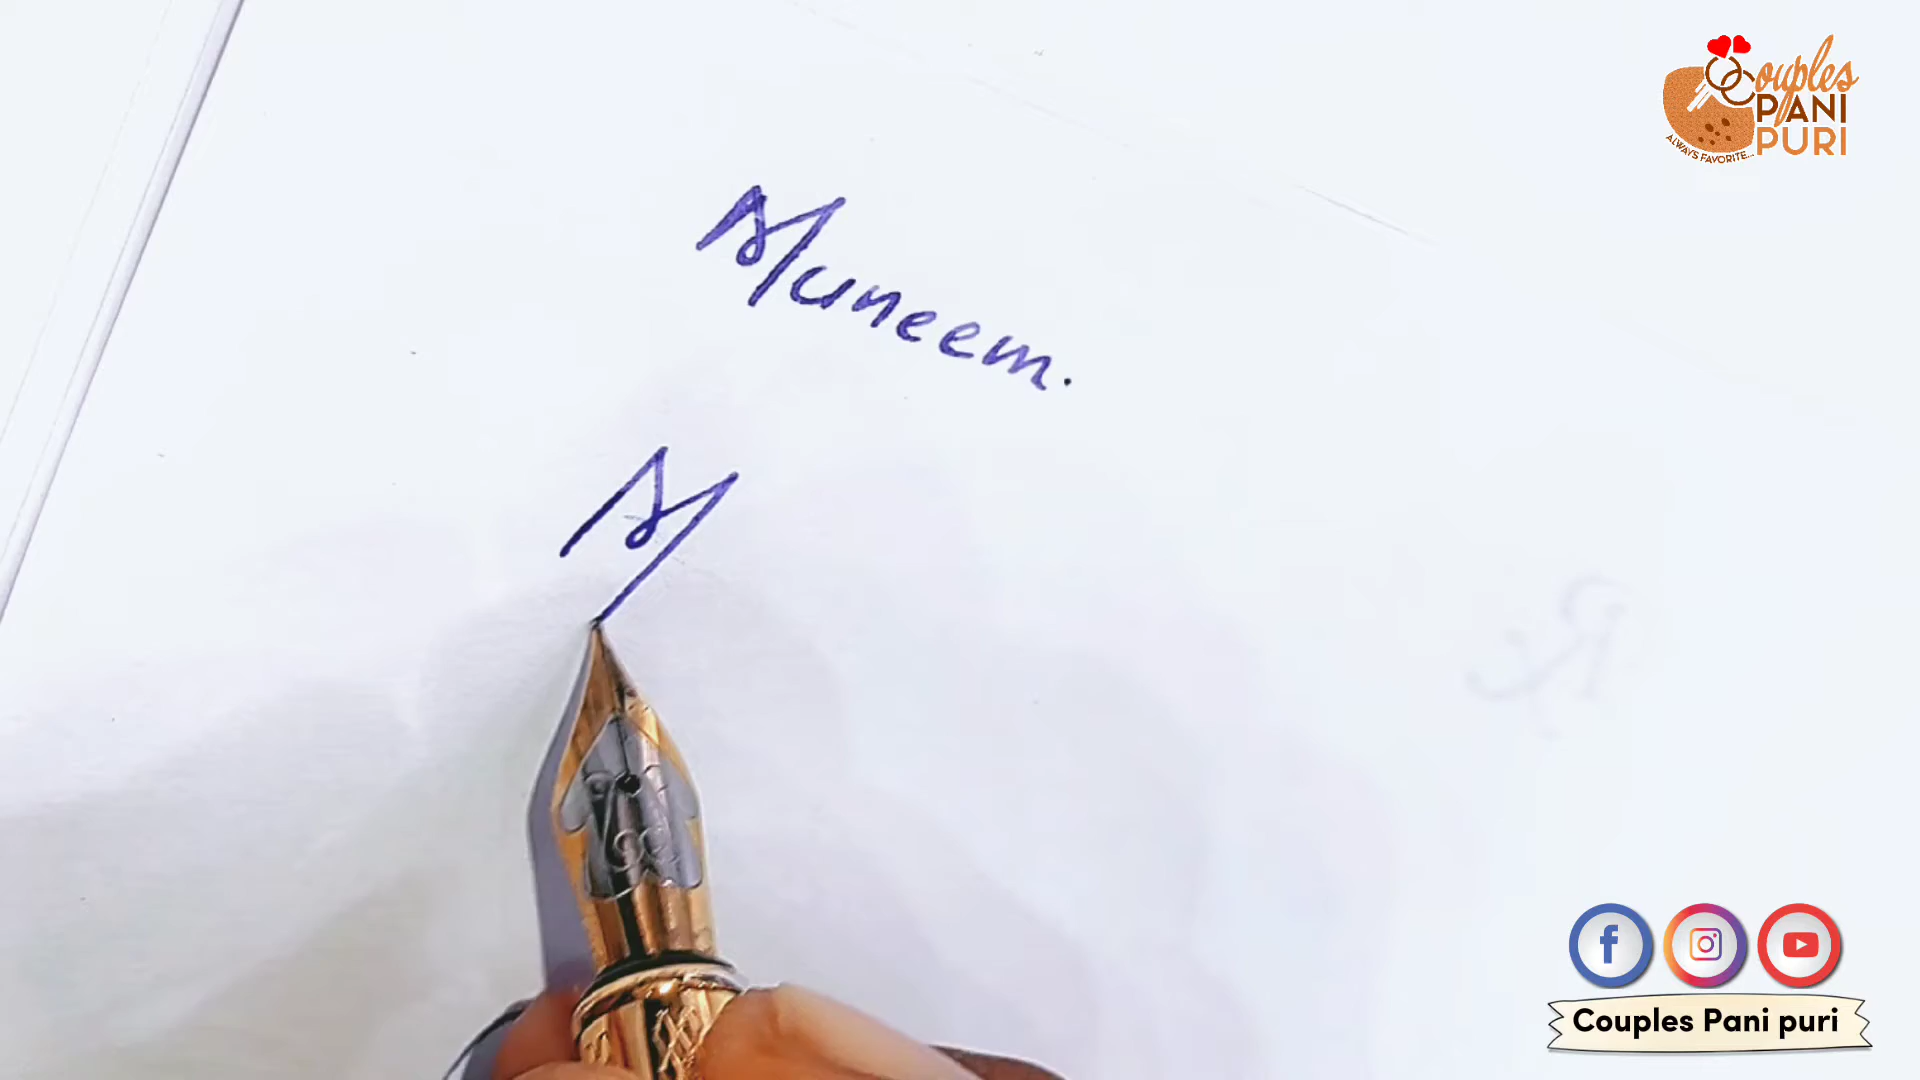 Couples
PANI
PURI
ALWAYS FAVORITE...
Muneem.
M
Couples Pani puri